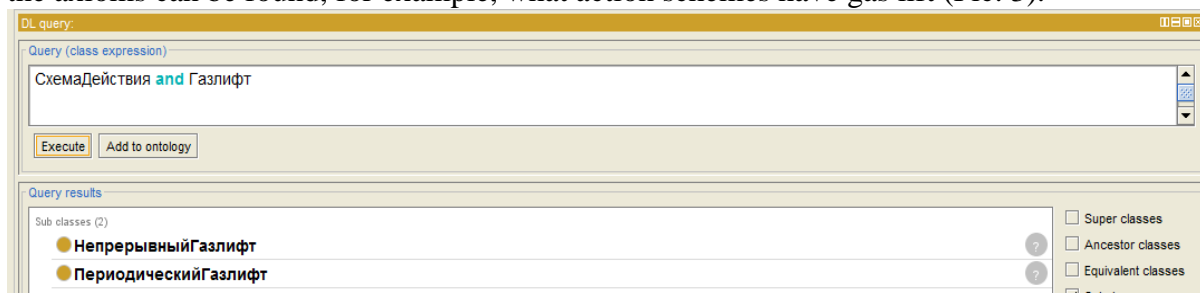 the axioms can be found, for example, what action schemes have gas lift (Fig. 3).
DL query:
Query (class expression)
СхемаДействия and Газлифт
Execute Add to ontology
Query results
Sub classes (2)
Super classes
НепрерывныйГазлифт ?
Ancestor classes
ПериодическийГазлифт ?
Equivalent classes